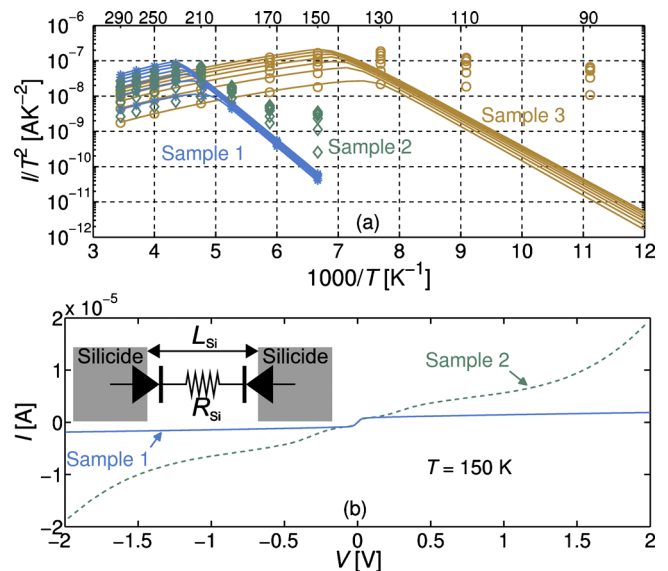 290 250 210 170 150 130 110 90
10⁻⁶
10⁻⁷
10⁻⁸
10⁻⁹
10⁻¹⁰
10⁻¹¹
10⁻¹²
I/T² [AK⁻²]
Sample 1
Sample 2
Sample 3
(a)
3 4 5 6 7 8 9 10 11 12
1000/T [K⁻¹]
2 x 10⁻⁵
1
0
-1
-2
I [A]
L_Si
Silicide
Silicide
R_Si
Sample 2
Sample 1
T = 150 K
(b)
−2 −1.5 −1 −0.5 0 0.5 1 1.5 2
V [V]